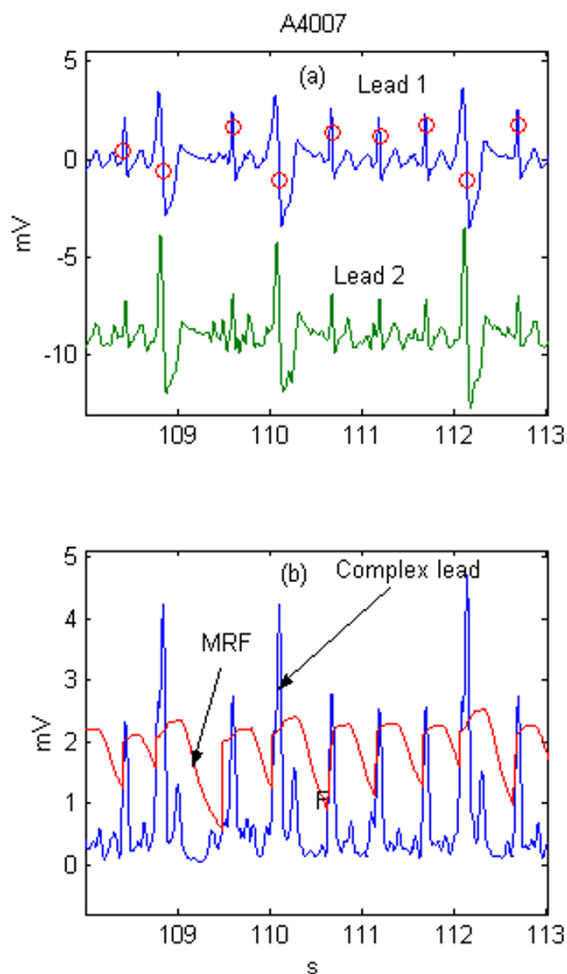 A4007
5
(a)
Lead 1
0
mV
-5
Lead 2
-10
109 110 111 112 113
5
(b)
Complex lead
4
MRF
3
mV
2
F
1
0
109 110 111 112 113
s